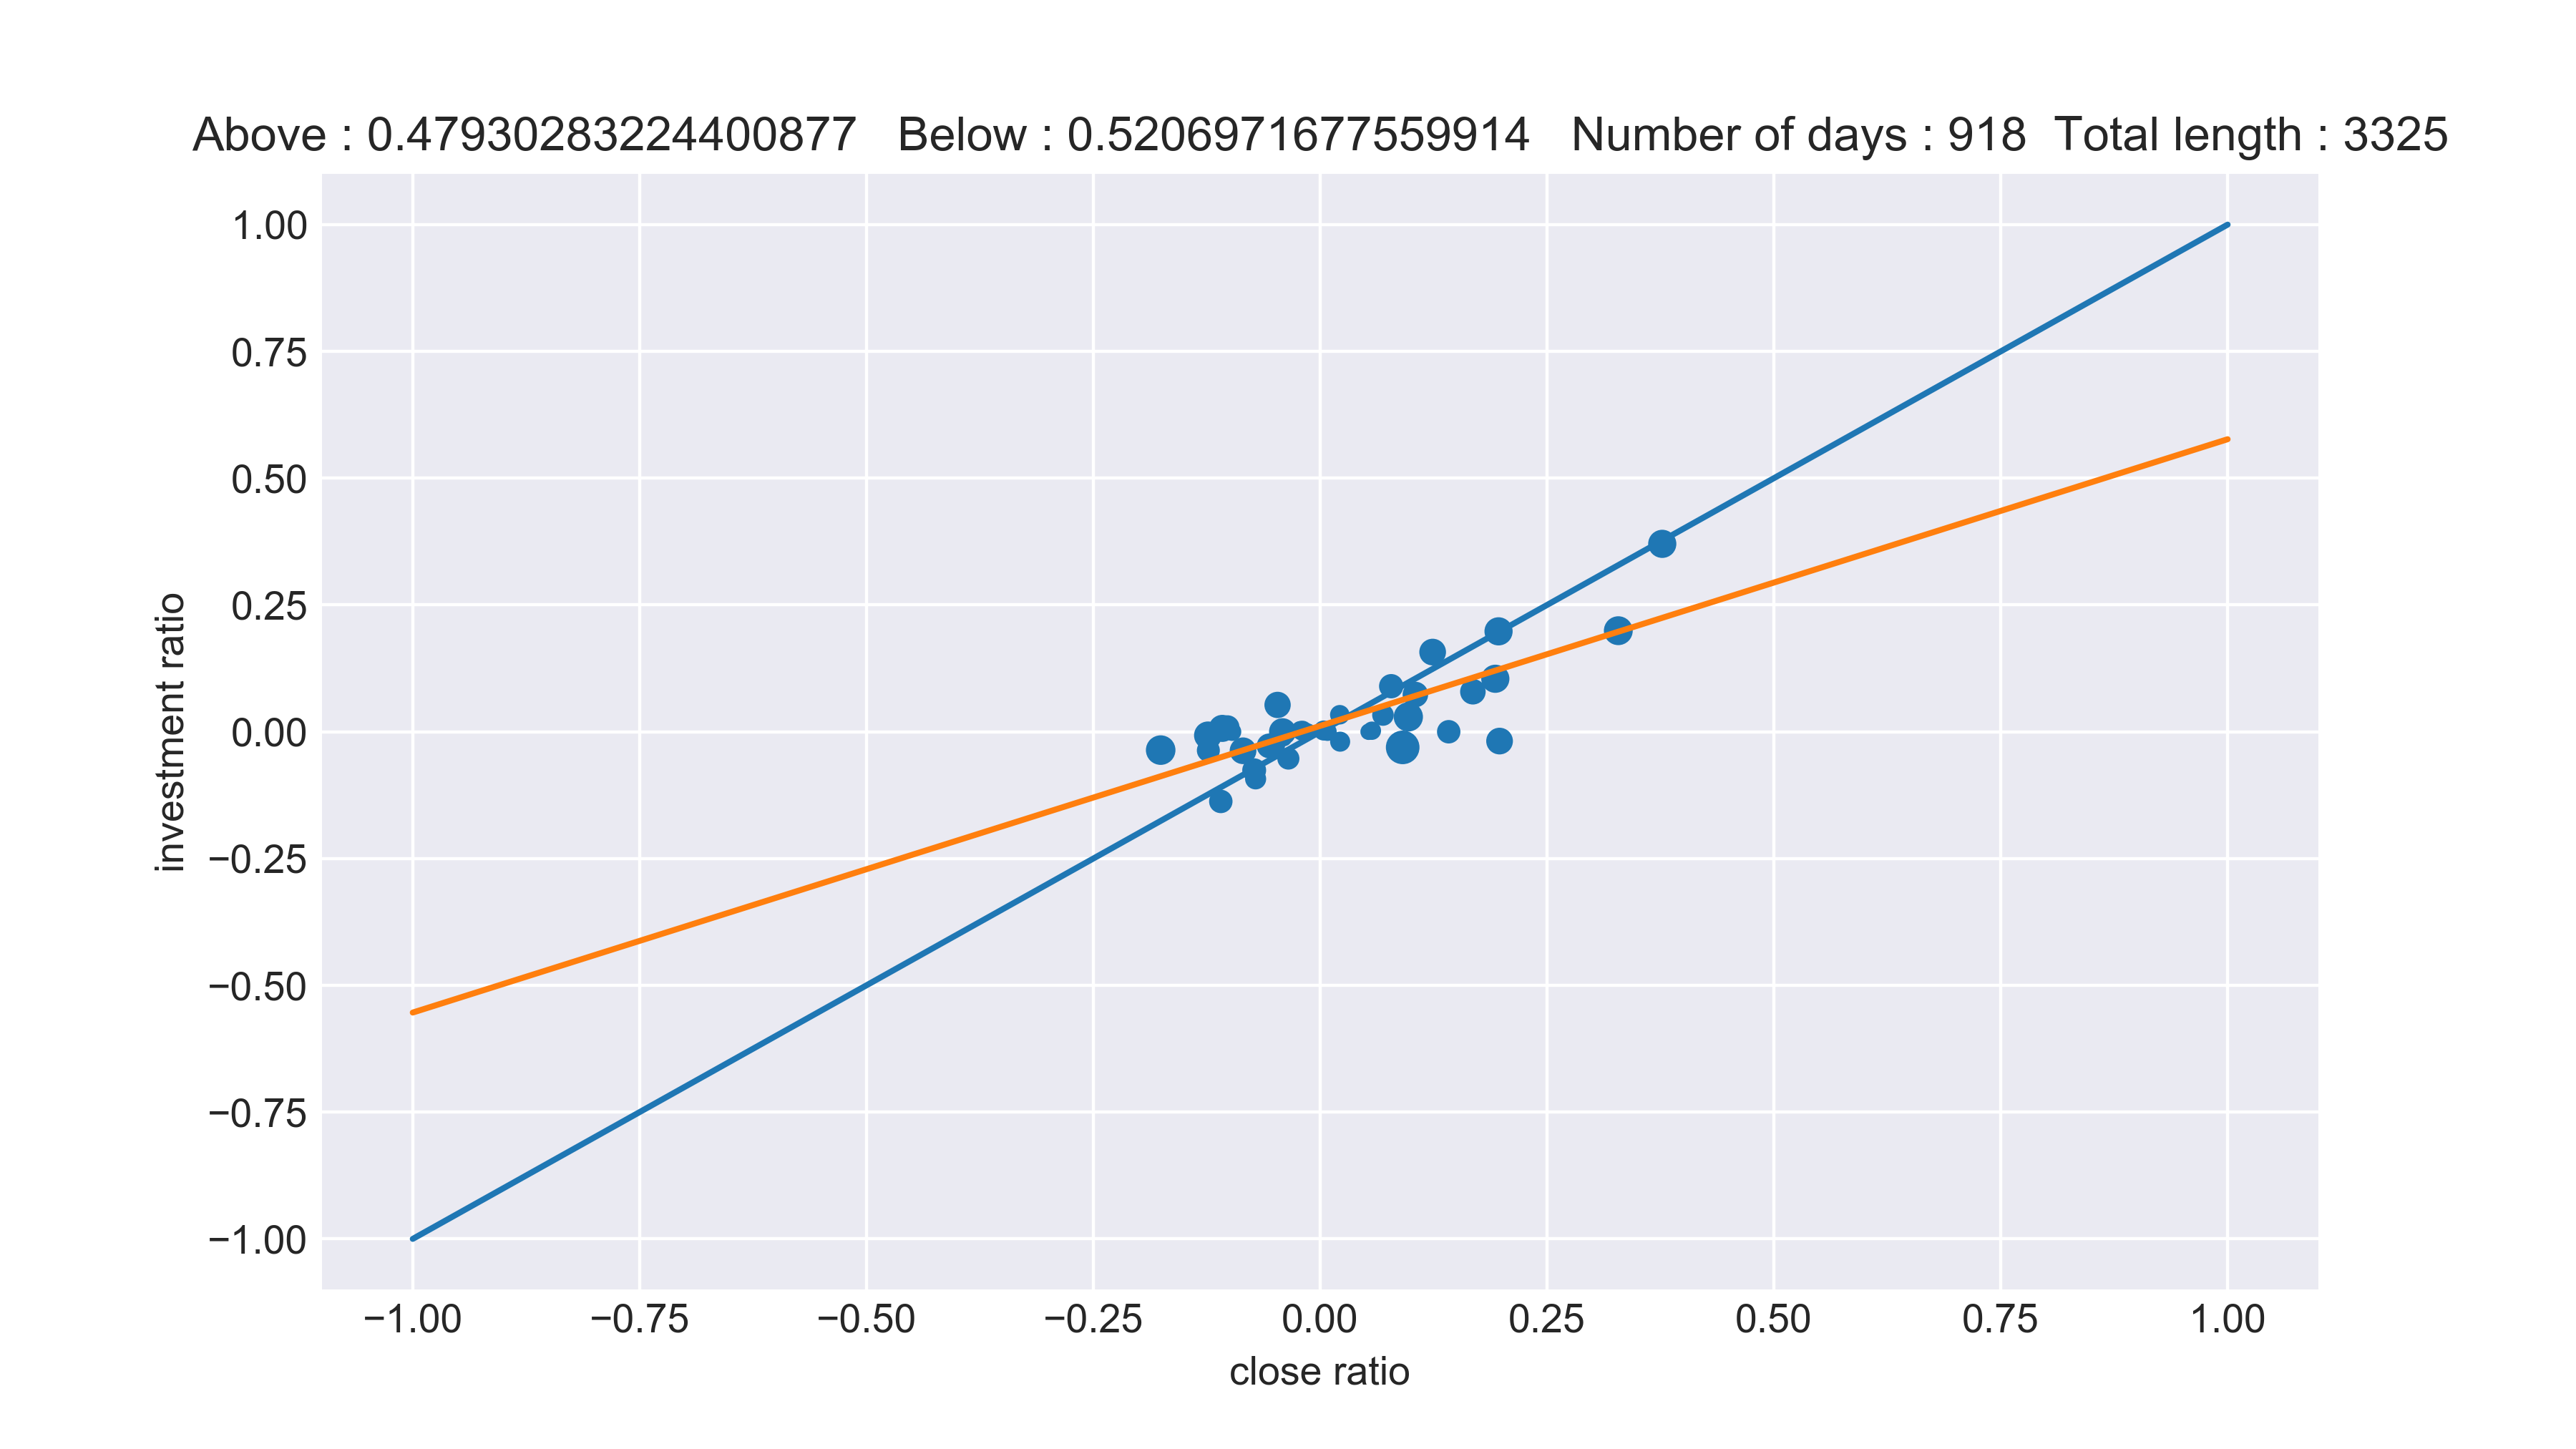 Above : 0.47930283224400877   Below : 0.5206971677559914   Number of days : 918  Total length : 3325
1.00
0.75
0.50
0.25
0.00
−0.25
−0.50
−0.75
−1.00
investment ratio
−1.00 −0.75 −0.50 −0.25 0.00 0.25 0.50 0.75 1.00
close ratio